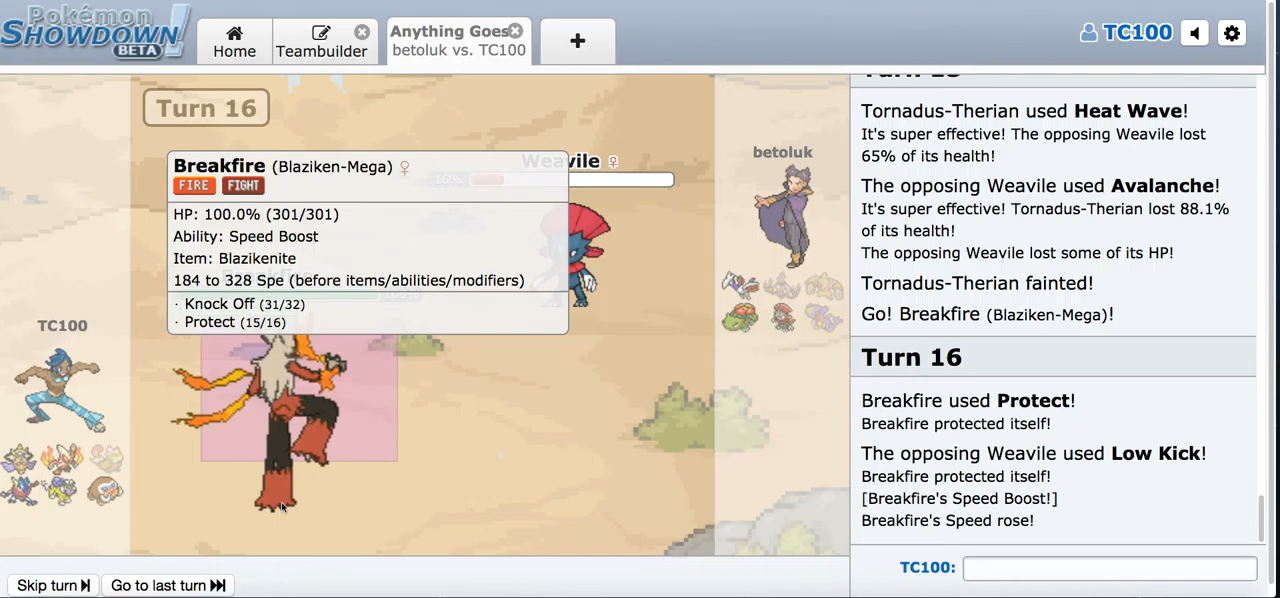 Pokémon
SHOWDOWN!
BETA
Home
Teambuilder
Anything Goes
betoluk vs. TC100
TC100
Turn 16
Breakfire (Blaziken-Mega) ♀
FIRE FIGHT
HP: 100.0% (301/301)
Ability: Speed Boost
Item: Blazikenite
184 to 328 Spe (before items/abilities/modifiers)
· Knock Off (31/32)
· Protect (15/16)
Weavile ♀
TC100
betoluk
Tornadus-Therian used Heat Wave!
It's super effective! The opposing Weavile lost
65% of its health!
The opposing Weavile used Avalanche!
It's super effective! Tornadus-Therian lost 88.1%
of its health!
The opposing Weavile lost some of its HP!
Tornadus-Therian fainted!
Go! Breakfire (Blaziken-Mega)!
Turn 16
Breakfire used Protect!
Breakfire protected itself!
The opposing Weavile used Low Kick!
Breakfire protected itself!
[Breakfire's Speed Boost!]
Breakfire's Speed rose!
TC100:
Skip turn
Go to last turn